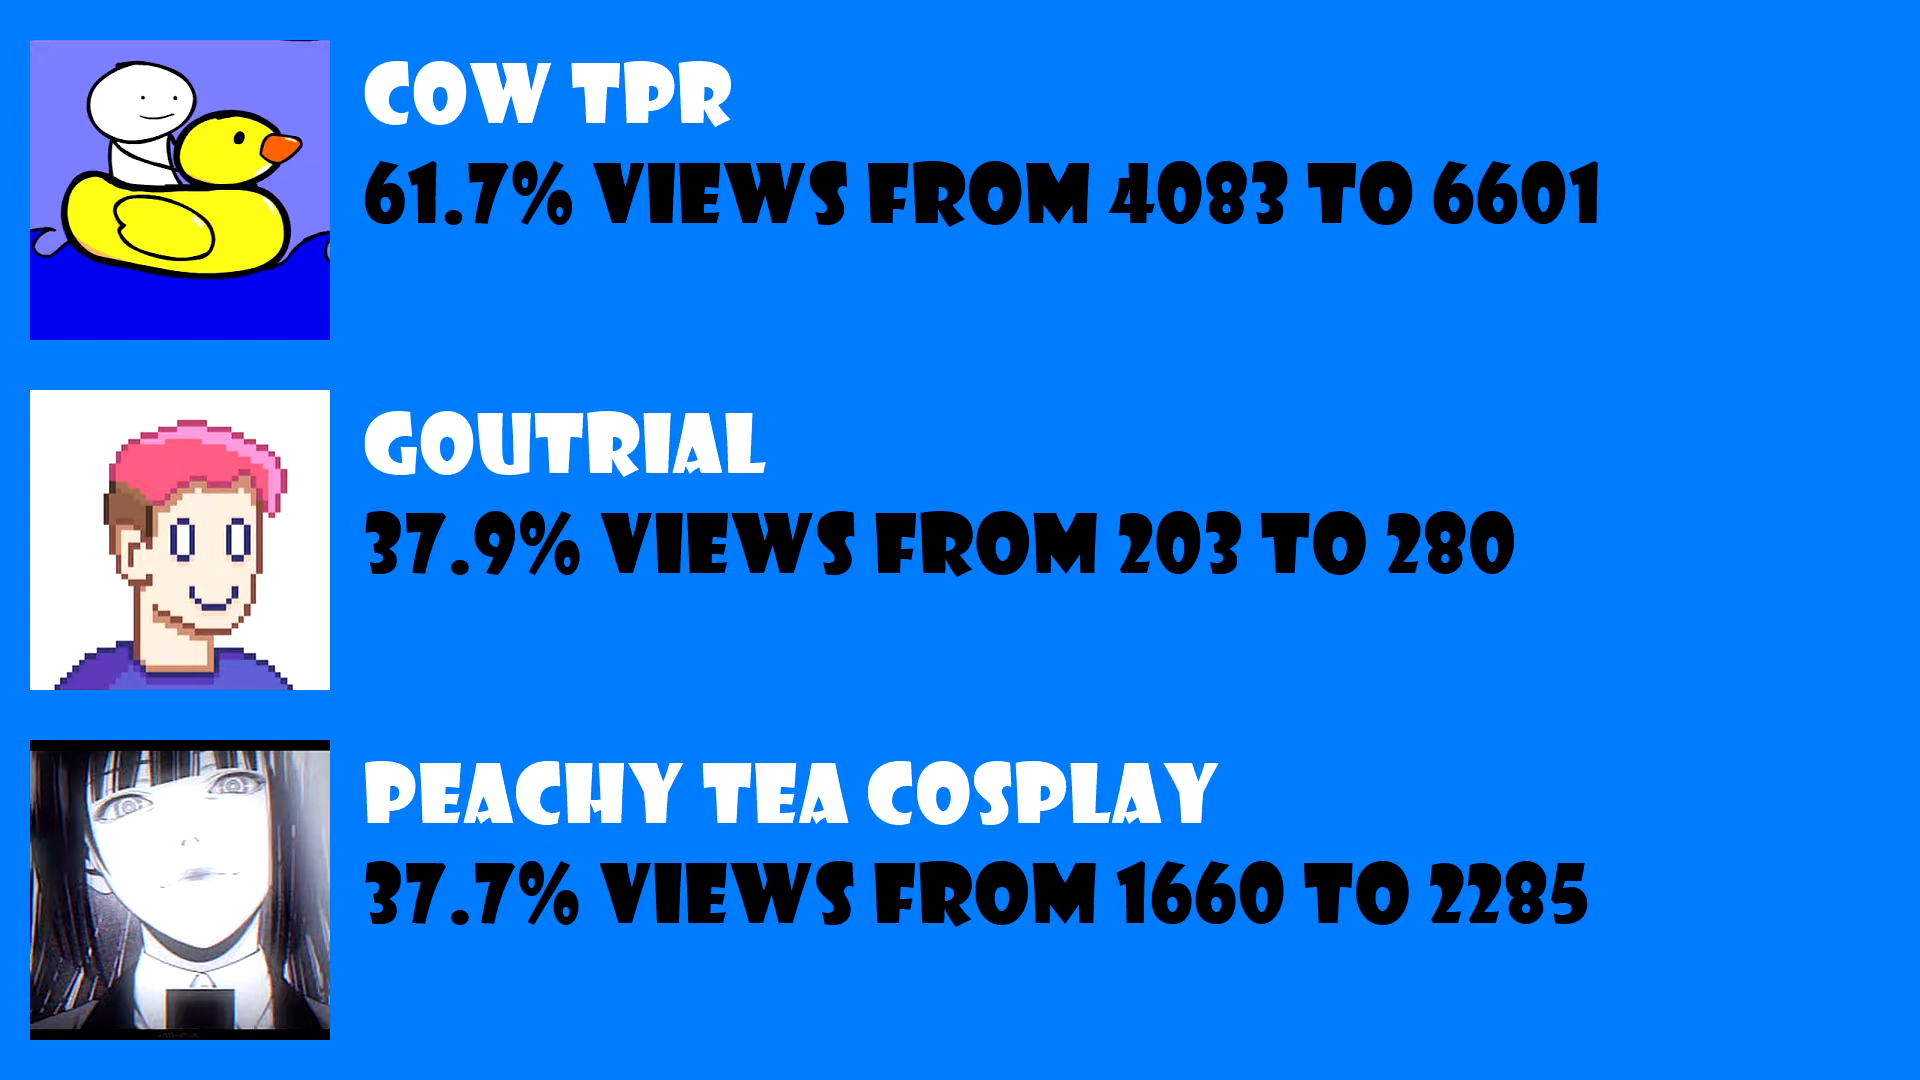 COW TPR
61.7% VIEWS FROM 4083 TO 6601
GOUTRIAL
37.9% VIEWS FROM 203 TO 280
PEACHY TEA COSPLAY
37.7% VIEWS FROM 1660 TO 2285